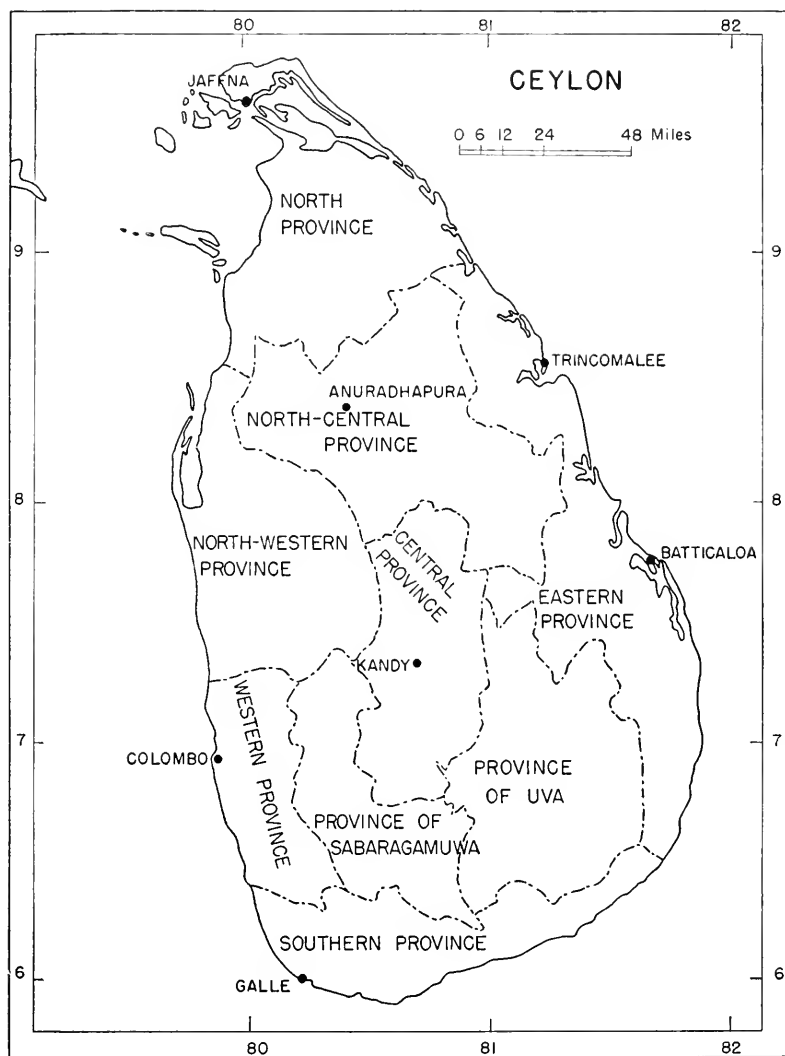 80 81 82
JAFFNA
CEYLON
0 6 12 24 48 Miles
NORTH
PROVINCE
9 9
TRINCOMALEE
ANURADHAPURA
NORTH-CENTRAL
PROVINCE
8 8
NORTH-WESTERN
PROVINCE
CENTRAL
PROVINCE
BATTICALOA
EASTERN
PROVINCE
KANDY
WESTERN PROVINCE
7 7
COLOMBO
PROVINCE
OF UVA
PROVINCE OF
SABARAGAMUWA
SOUTHERN PROVINCE
6 6
GALLE
80 81 82